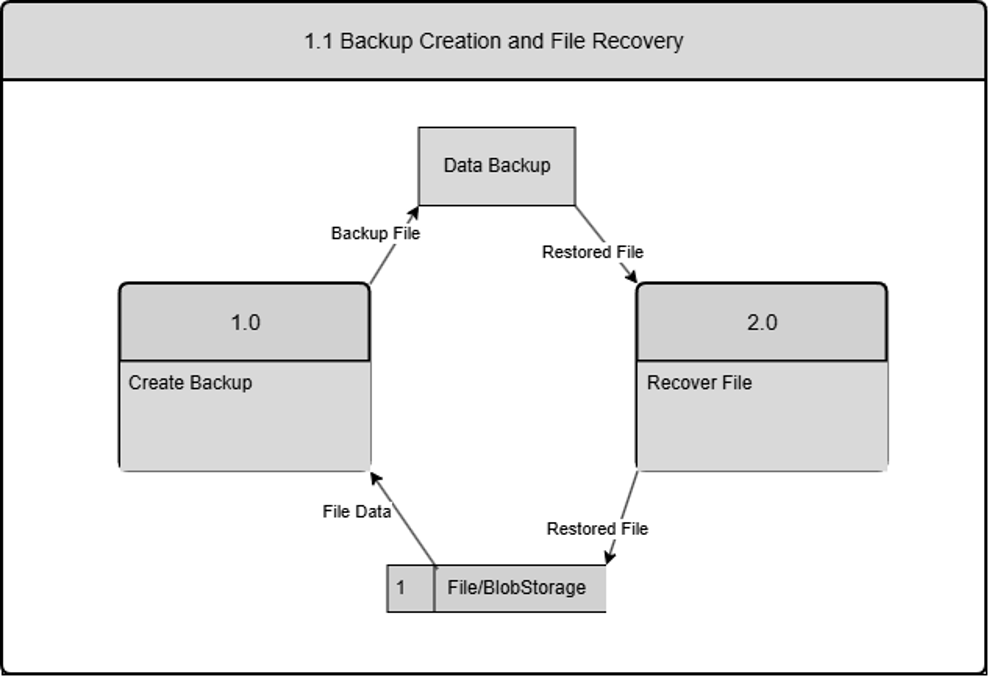 1.1 Backup Creation and File Recovery
Data Backup
Backup File
Restored File
1.0
2.0
Create Backup
Recover File
File Data
Restored File
1
File/BlobStorage